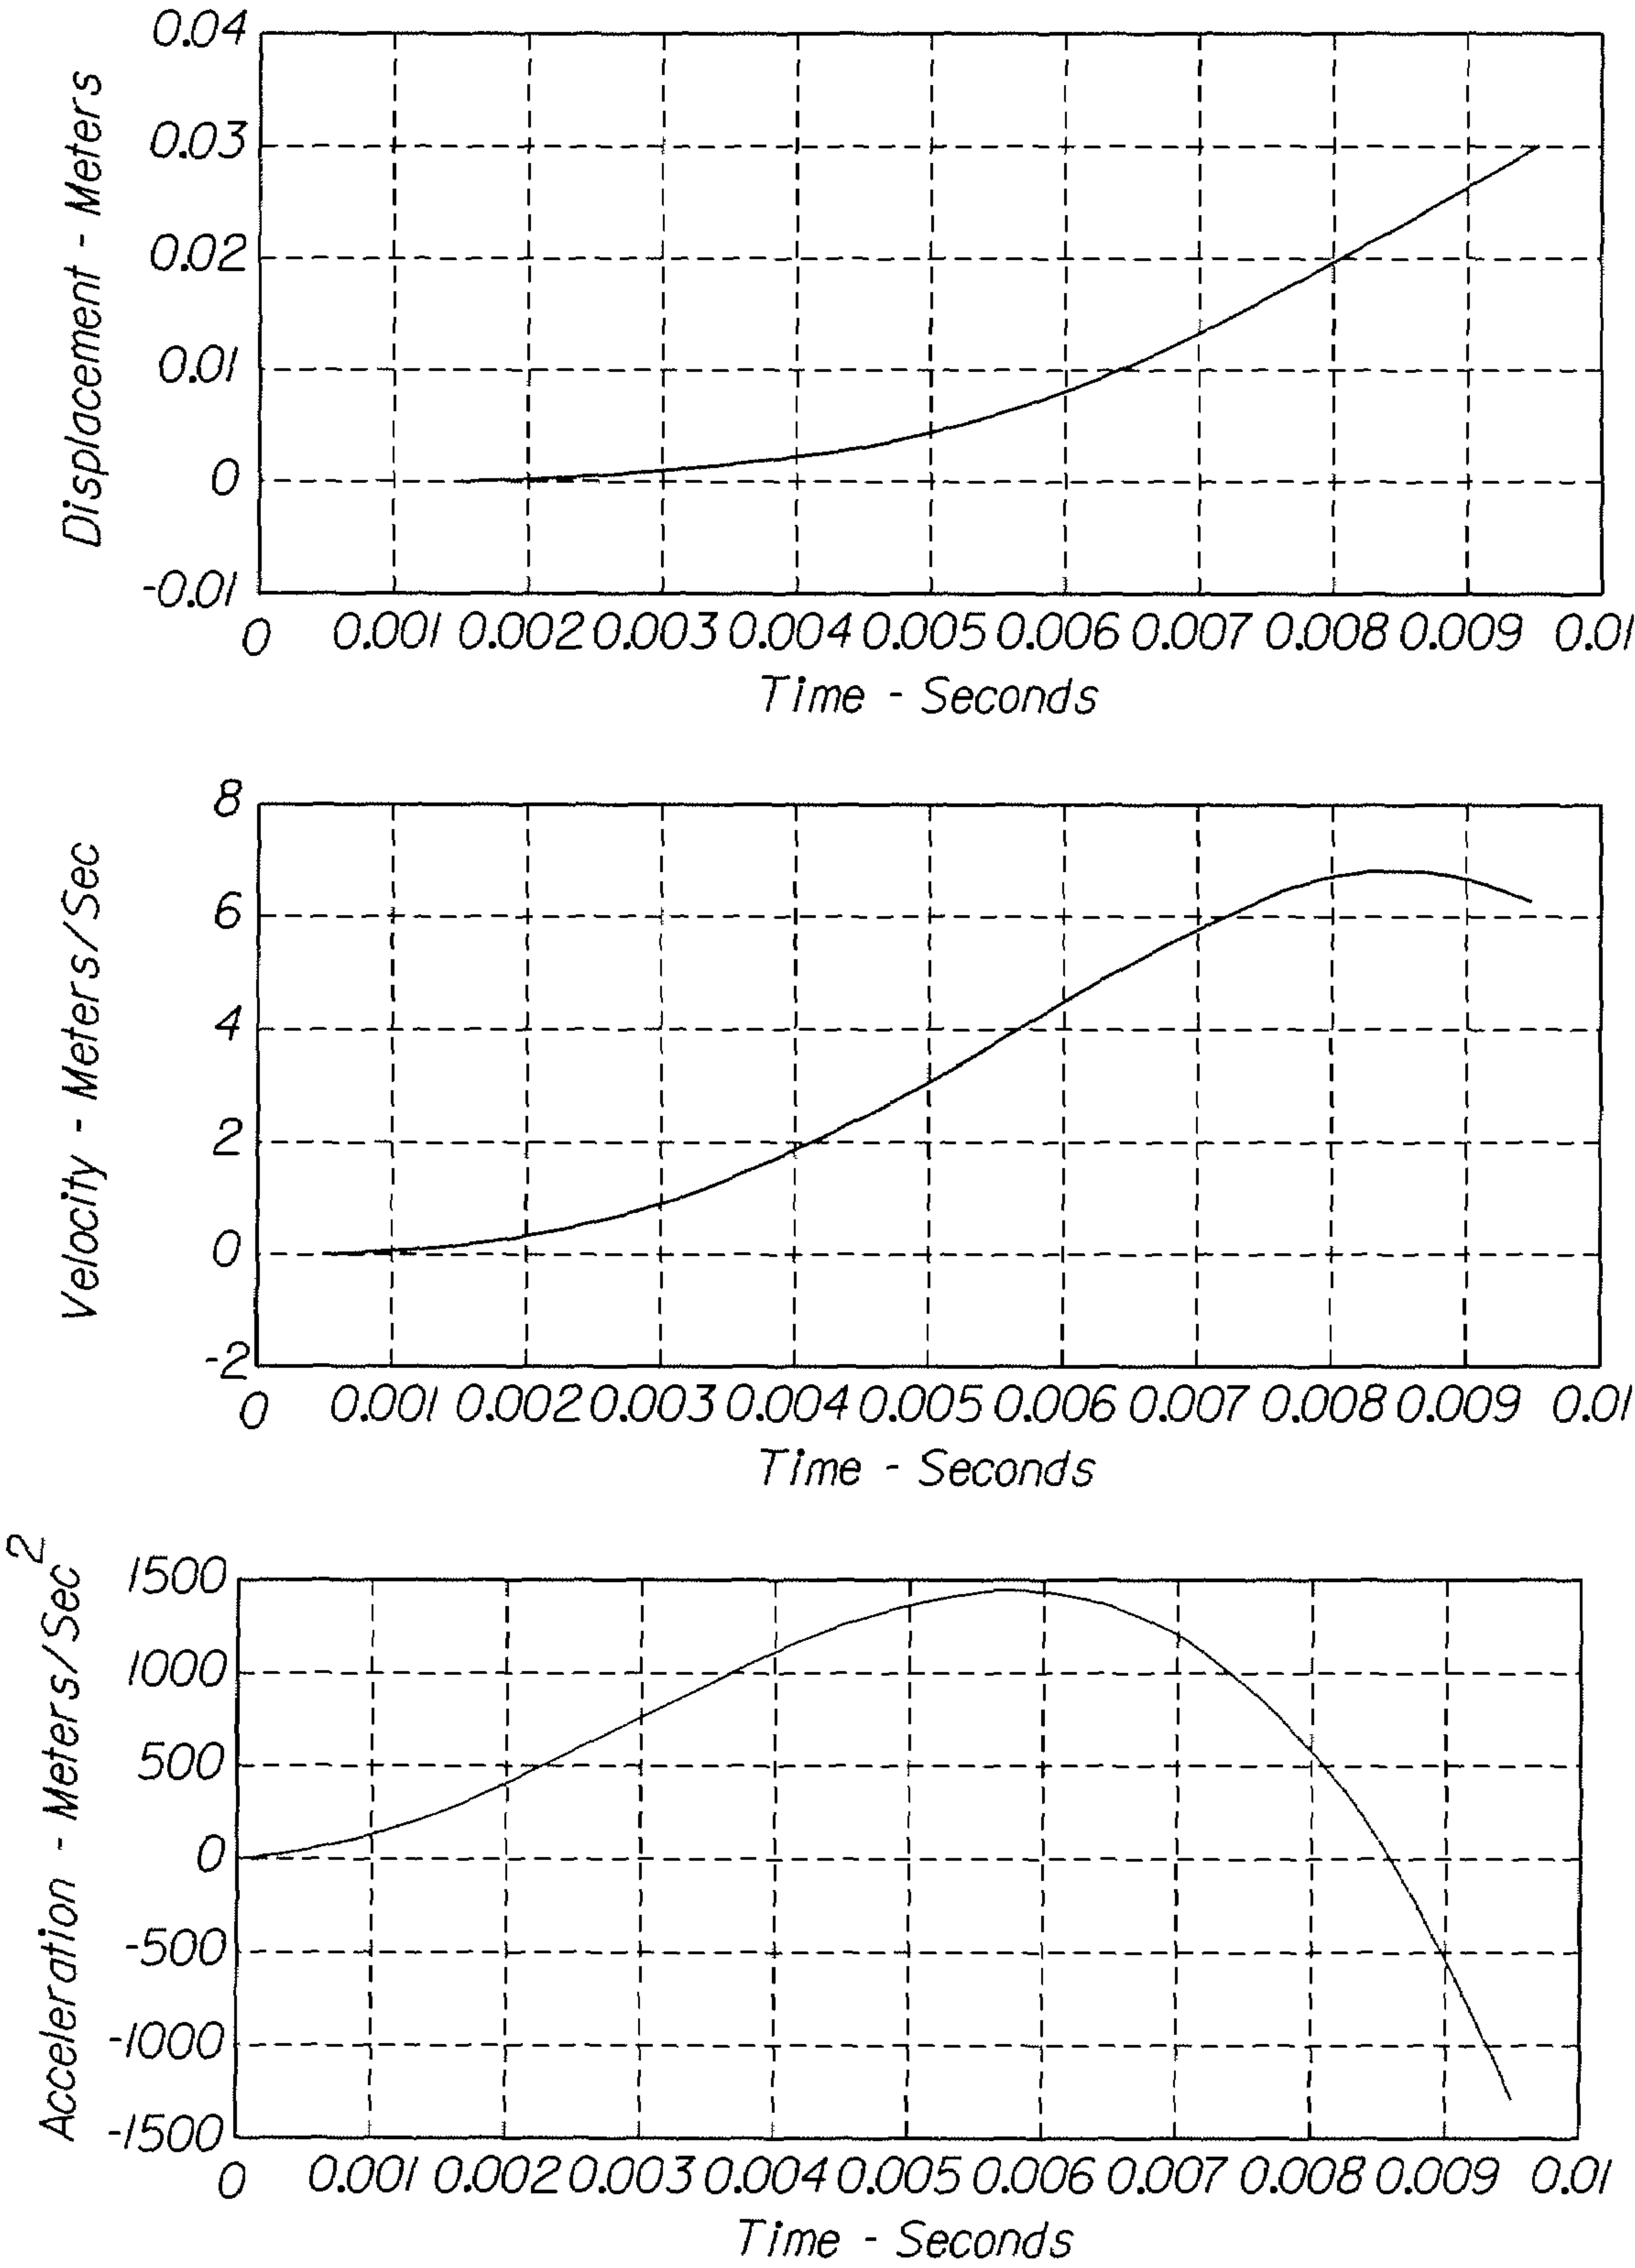 Displacement - Meters
0.04
0.03
0.02
0.01
0
-0.01
0 0.001 0.002 0.003 0.004 0.005 0.006 0.007 0.008 0.009 0.01
Time - Seconds
Velocity - Meters/Sec
8
6
4
2
0
-2
0 0.001 0.002 0.003 0.004 0.005 0.006 0.007 0.008 0.009 0.01
Time - Seconds
Acceleration - Meters/Sec²
1500
1000
500
0
-500
-1000
-1500
0 0.001 0.002 0.003 0.004 0.005 0.006 0.007 0.008 0.009 0.01
Time - Seconds